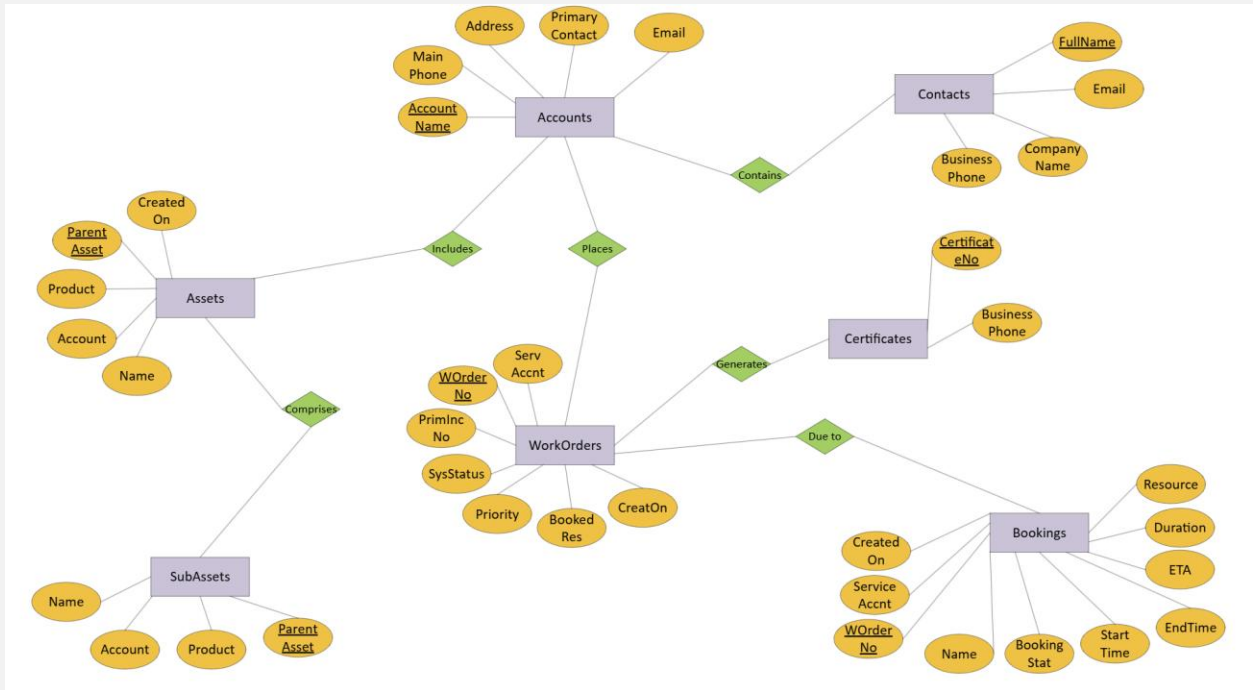 Address
Primary
Contact
Email
Main
Phone
Account
Name
Accounts
FullName
Contacts
Email
Business
Phone
Company
Name
Contains
Created
On
Parent
Asset
Product
Account
Name
Assets
Includes
Places
Certificat
eNo
Business
Phone
Certificates
Generates
Comprises
Serv
Accnt
WOrder
No
PrimInc
No
SysStatus
Priority
Booked
Res
CreatOn
WorkOrders
Due to
Resource
Duration
ETA
EndTime
Bookings
Created
On
Service
Accnt
WOrder
No
Name
Booking
Stat
Start
Time
SubAssets
Name
Account
Product
Parent
Asset